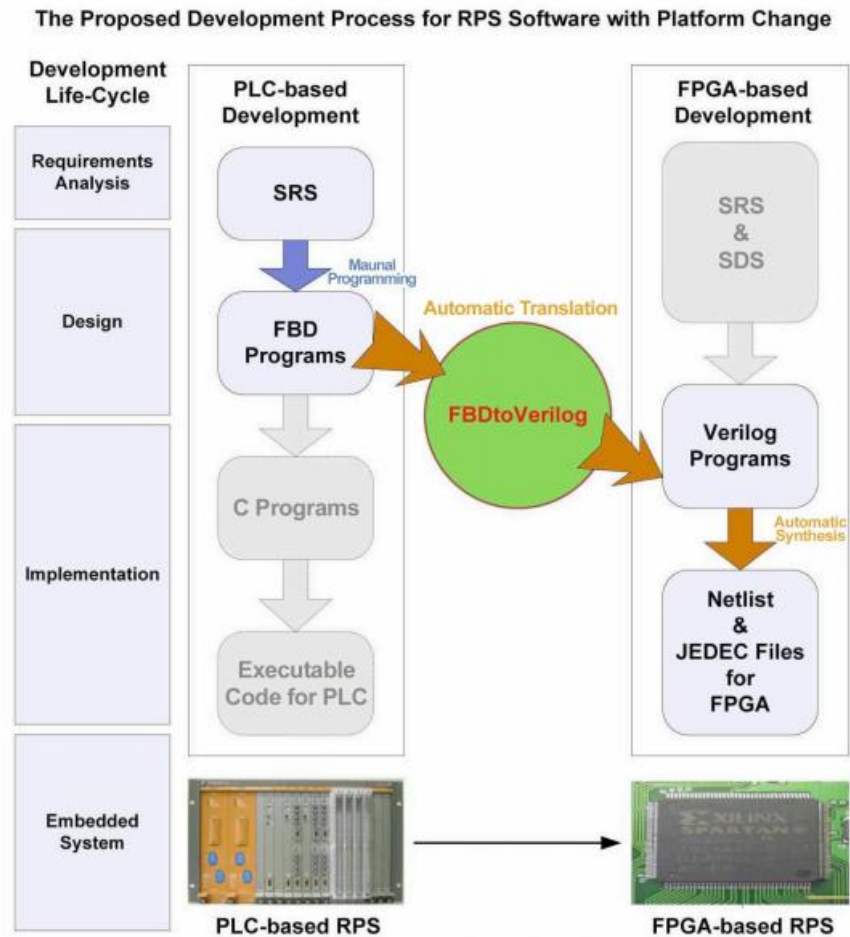 The Proposed Development Process for RPS Software with Platform Change
Development
Life-Cycle
PLC-based
Development
FPGA-based
Development
Requirements
Analysis
SRS
SRS
&
SDS
Maunal
Programming
Design
FBD
Programs
Automatic Translation
FBDtoVerilog
Verilog
Programs
C Programs
Automatic
Synthesis
Implementation
Netlist
&
JEDEC Files
for
FPGA
Executable
Code for PLC
Embedded
System
XILINX
SPARTAN
PLC-based RPS
FPGA-based RPS